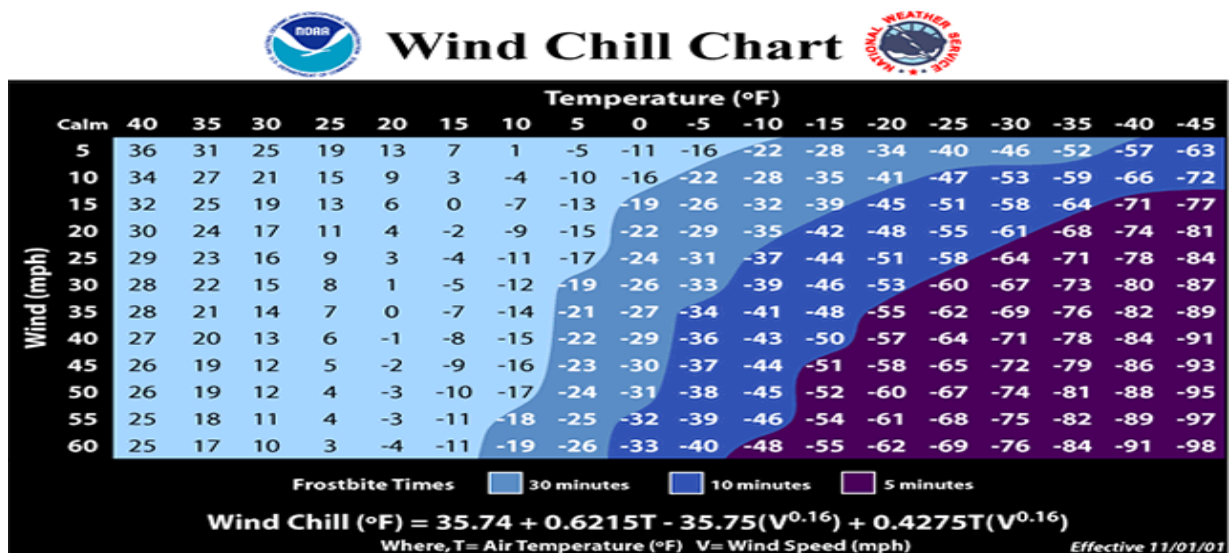 NOAA
Wind Chill Chart
NATIONAL WEATHER SERVICE
Temperature (ºF)
Calm 40 35 30 25 20 15 10 5 0 -5 -10 -15 -20 -25 -30 -35 -40 -45
Wind (mph)
5 36 31 25 19 13 7 1 -5 -11 -16 -22 -28 -34 -40 -46 -52 -57 -63
10 34 27 21 15 9 3 -4 -10 -16 -22 -28 -35 -41 -47 -53 -59 -66 -72
15 32 25 19 13 6 0 -7 -13 -19 -26 -32 -39 -45 -51 -58 -64 -71 -77
20 30 24 17 11 4 -2 -9 -15 -22 -29 -35 -42 -48 -55 -61 -68 -74 -81
25 29 23 16 9 3 -4 -11 -17 -24 -31 -37 -44 -51 -58 -64 -71 -78 -84
30 28 22 15 8 1 -5 -12 -19 -26 -33 -39 -46 -53 -60 -67 -73 -80 -87
35 28 21 14 7 0 -7 -14 -21 -27 -34 -41 -48 -55 -62 -69 -76 -82 -89
40 27 20 13 6 -1 -8 -15 -22 -29 -36 -43 -50 -57 -64 -71 -78 -84 -91
45 26 19 12 5 -2 -9 -16 -23 -30 -37 -44 -51 -58 -65 -72 -79 -86 -93
50 26 19 12 4 -3 -10 -17 -24 -31 -38 -45 -52 -60 -67 -74 -81 -88 -95
55 25 18 11 4 -3 -11 -18 -25 -32 -39 -46 -54 -61 -68 -75 -82 -89 -97
60 25 17 10 3 -4 -11 -19 -26 -33 -40 -48 -55 -62 -69 -76 -84 -91 -98
Frostbite Times 30 minutes 10 minutes 5 minutes
Wind Chill (ºF) = 35.74 + 0.6215T - 35.75(V^0.16) + 0.4275T(V^0.16)
Where, T= Air Temperature (ºF) V= Wind Speed (mph) Effective 11/01/01